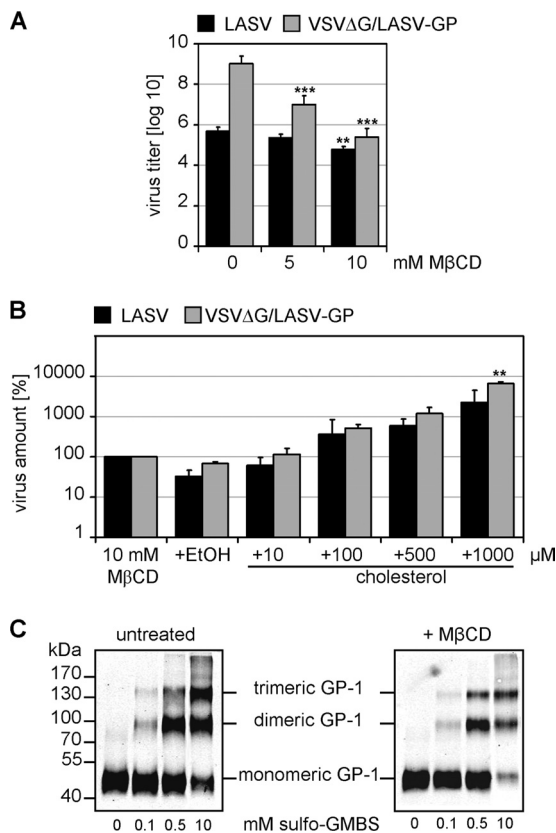 A
LASV VSVΔG/LASV-GP
virus titer [log 10]
10
8
6
4
2
0
*** ** ***
0 5 10 mM MβCD
B
LASV VSVΔG/LASV-GP
virus amount [%]
10000
1000
100
10
1
**
10 mM MβCD +EtOH +10 +100 +500 +1000 μM
cholesterol
C
untreated + MβCD
kDa
170
130
100
70
55
40
trimeric GP-1
dimeric GP-1
monomeric GP-1
0 0.1 0.5 10 mM sulfo-GMBS 0 0.1 0.5 10